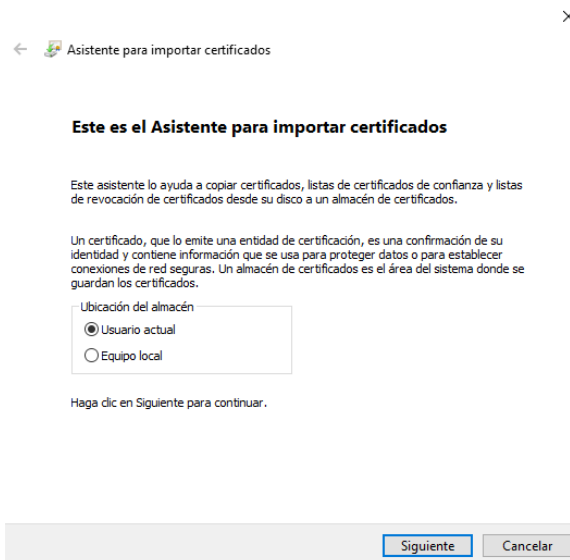 Asistente para importar certificados
Este es el Asistente para importar certificados
Este asistente lo ayuda a copiar certificados, listas de certificados de confianza y listas
de revocación de certificados desde su disco a un almacén de certificados.
Un certificado, que lo emite una entidad de certificación, es una confirmación de su
identidad y contiene información que se usa para proteger datos o para establecer
conexiones de red seguras. Un almacén de certificados es el área del sistema donde se
guardan los certificados.
Ubicación del almacén
Usuario actual
Equipo local
Haga clic en Siguiente para continuar.
Siguiente
Cancelar